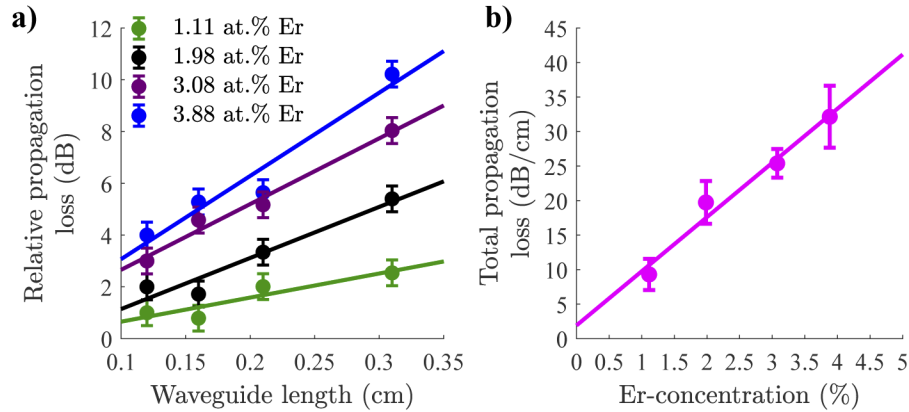 a)
12
10
8
6
4
2
0
Relative propagation
loss (dB)
1.11 at.% Er
1.98 at.% Er
3.08 at.% Er
3.88 at.% Er
0.1
0.15
0.2
0.25
0.3
0.35
Waveguide length (cm)
b)
45
40
35
30
25
20
15
10
5
0
Total propagation
loss (dB/cm)
0 0.5 1 1.5 2 2.5 3 3.5 4 4.5 5
Er-concentration (%)